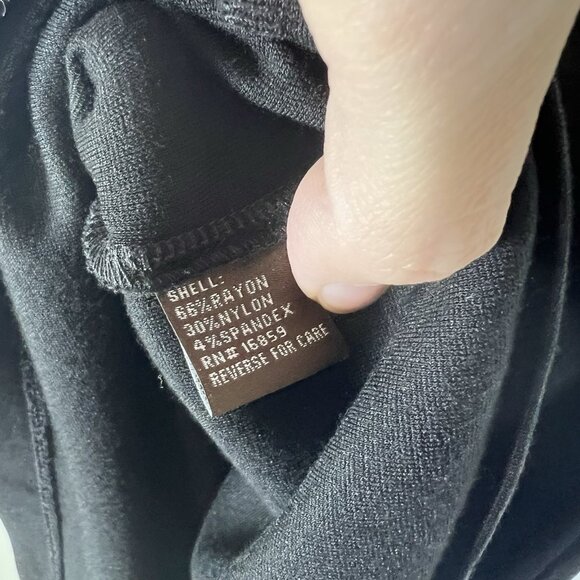 SHELL:
66%RAYON
30%NYLON
4%SPANDEX
RN# 16859
REVERSE FOR CARE